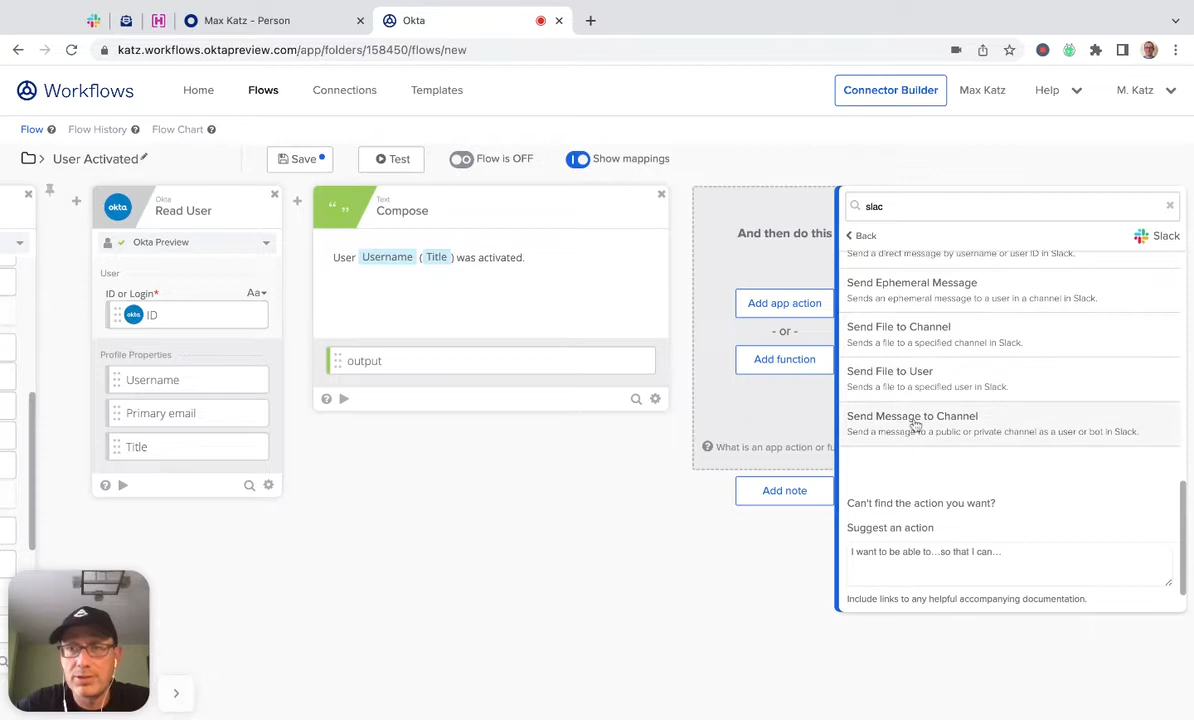 Max Katz - Person
Okta
katz.workflows.oktapreview.com/app/folders/158450/flows/new
Workflows
Home
Flows
Connections
Templates
Connector Builder
Max Katz
Help
M. Katz
Flow
Flow History
Flow Chart
User Activated
Save
Test
Flow is OFF
Show mappings
okta
Okta
Read User
Okta Preview
User
ID or Login*
Aa
okta
ID
Profile Properties
Username
Primary email
Title
“ „
Text
Compose
User Username ( Title ) was activated.
output
And then do this
Add app action
- or -
Add function
What is an app action or fu
Add note
slac
Back
Slack
Send a direct message by username or user ID in Slack.
Send Ephemeral Message
Sends an ephemeral message to a user in a channel in Slack.
Send File to Channel
Sends a file to a specified channel in Slack.
Send File to User
Sends a file to a specified user in Slack.
Send Message to Channel
Send a message to a public or private channel as a user or bot in Slack.
Can't find the action you want?
Suggest an action
I want to be able to...so that I can...
Include links to any helpful accompanying documentation.